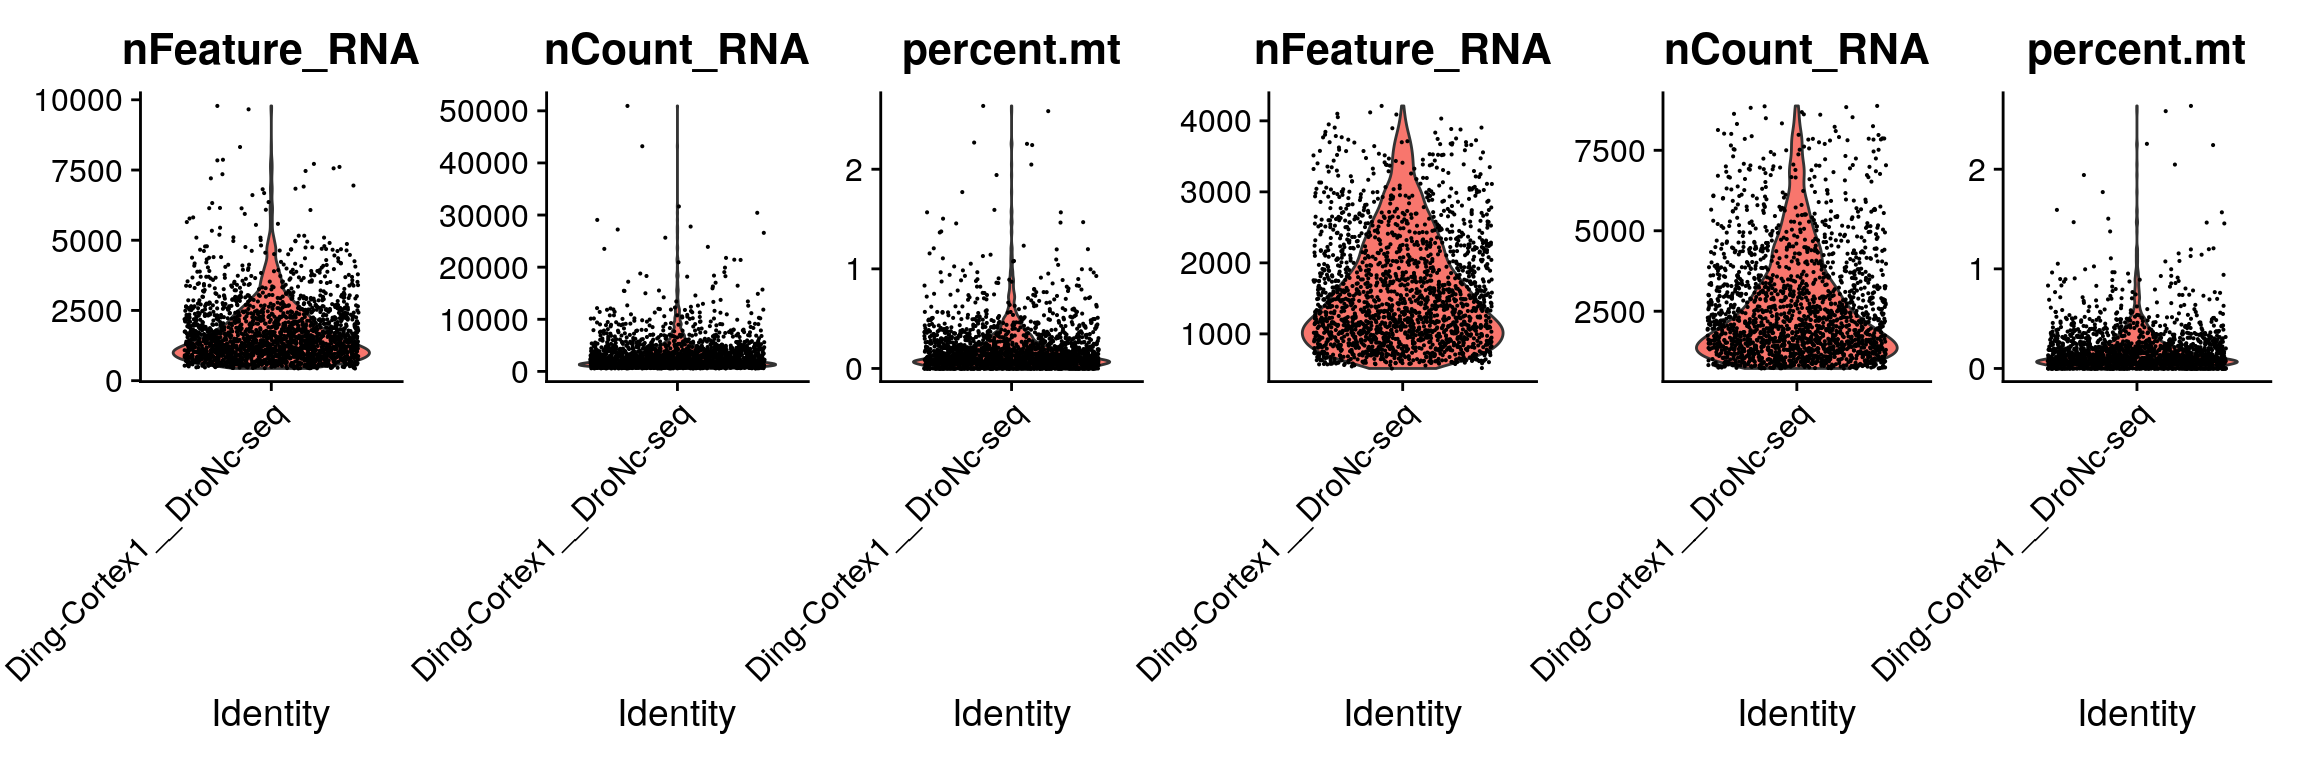 nFeature_RNA
10000
7500
5000
2500
0
Ding-Cortex1__DroNc-seq
Identity
nCount_RNA
50000
40000
30000
20000
10000
0
Ding-Cortex1__DroNc-seq
Identity
percent.mt
2
1
0
Ding-Cortex1__DroNc-seq
Identity
nFeature_RNA
4000
3000
2000
1000
Ding-Cortex1__DroNc-seq
Identity
nCount_RNA
7500
5000
2500
Ding-Cortex1__DroNc-seq
Identity
percent.mt
2
1
0
Ding-Cortex1__DroNc-seq
Identity